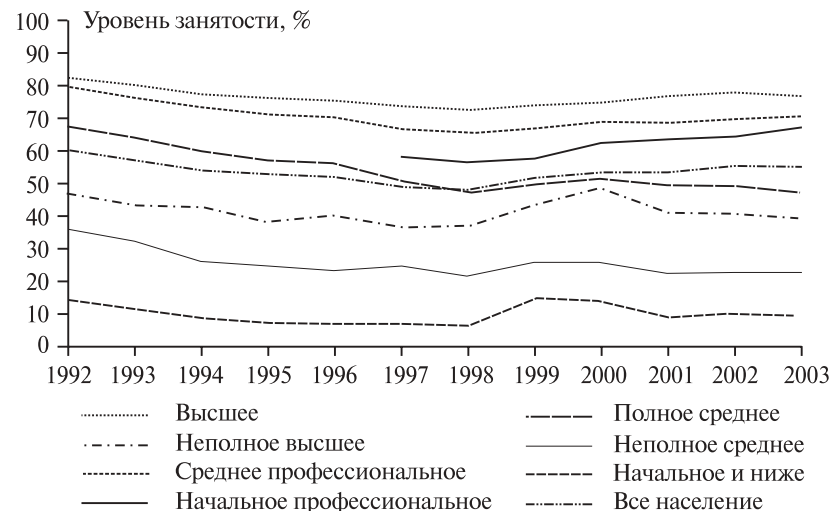 Уровень занятости, %
100
90
80
70
60
50
40
30
20
10
0
1992 1993 1994 1995 1996 1997 1998 1999 2000 2001 2002 2003
Высшее
Неполное высшее
Среднее профессиональное
Начальное профессиональное
Полное среднее
Неполное среднее
Начальное и ниже
Все население